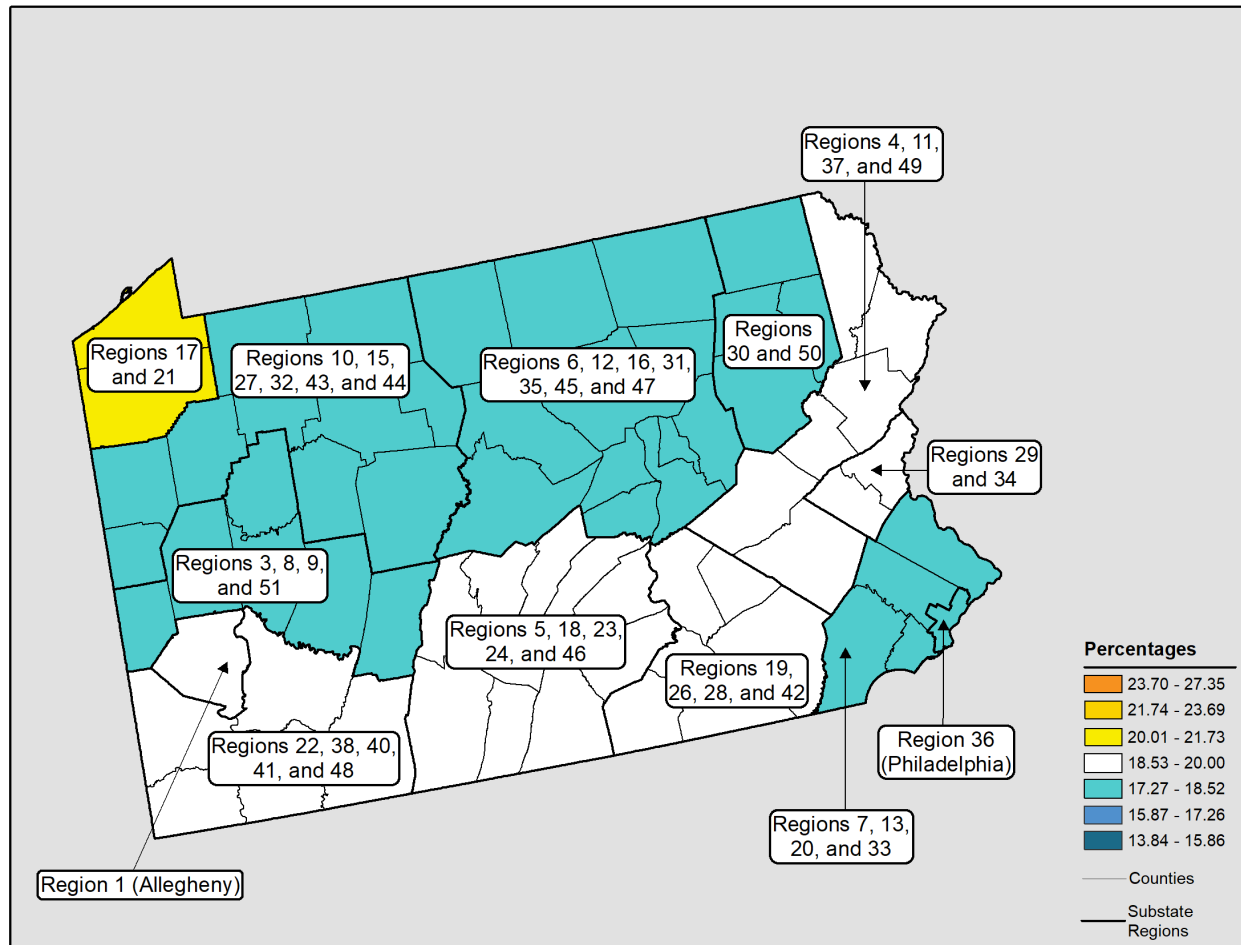 Regions 4, 11,
37, and 49
Regions 17
and 21
Regions 10, 15,
27, 32, 43, and 44
Regions 6, 12, 16, 31,
35, 45, and 47
Regions
30 and 50
Regions 29
and 34
Regions 3, 8, 9,
and 51
Regions 5, 18, 23,
24, and 46
Regions 19,
26, 28, and 42
Regions 22, 38, 40,
41, and 48
Region 36
(Philadelphia)
Regions 7, 13,
20, and 33
Region 1 (Allegheny)
Percentages
23.70 - 27.35
21.74 - 23.69
20.01 - 21.73
18.53 - 20.00
17.27 - 18.52
15.87 - 17.26
13.84 - 15.86
Counties
Substate
Regions